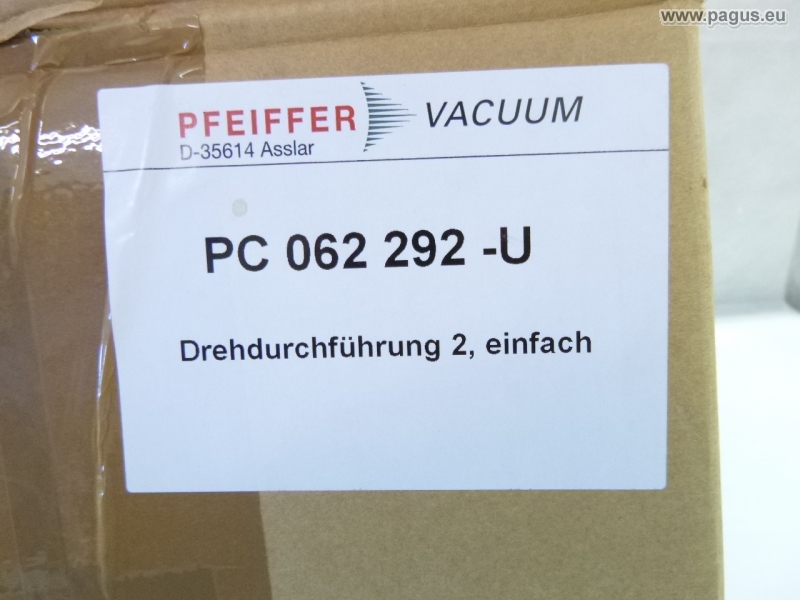 www.pagus.eu
PFEIFFER VACUUM
D-35614 Asslar
PC 062 292 -U
Drehdurchführung 2, einfach